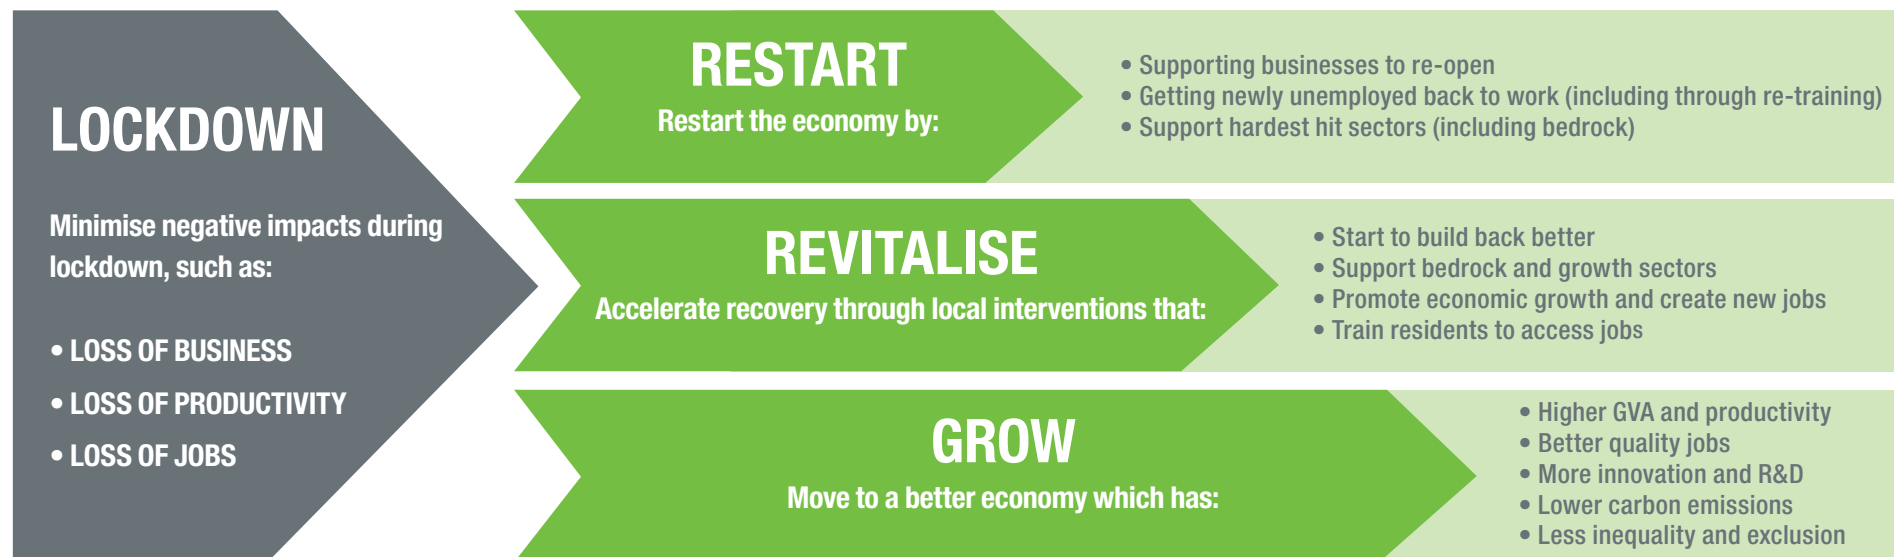 LOCKDOWN
Minimise negative impacts during
lockdown, such as:
• LOSS OF BUSINESS
• LOSS OF PRODUCTIVITY
• LOSS OF JOBS
RESTART
Restart the economy by:
• Supporting businesses to re-open
• Getting newly unemployed back to work (including through re-training)
• Support hardest hit sectors (including bedrock)
REVITALISE
Accelerate recovery through local interventions that:
• Start to build back better
• Support bedrock and growth sectors
• Promote economic growth and create new jobs
• Train residents to access jobs
GROW
Move to a better economy which has:
• Higher GVA and productivity
• Better quality jobs
• More innovation and R&D
• Lower carbon emissions
• Less inequality and exclusion